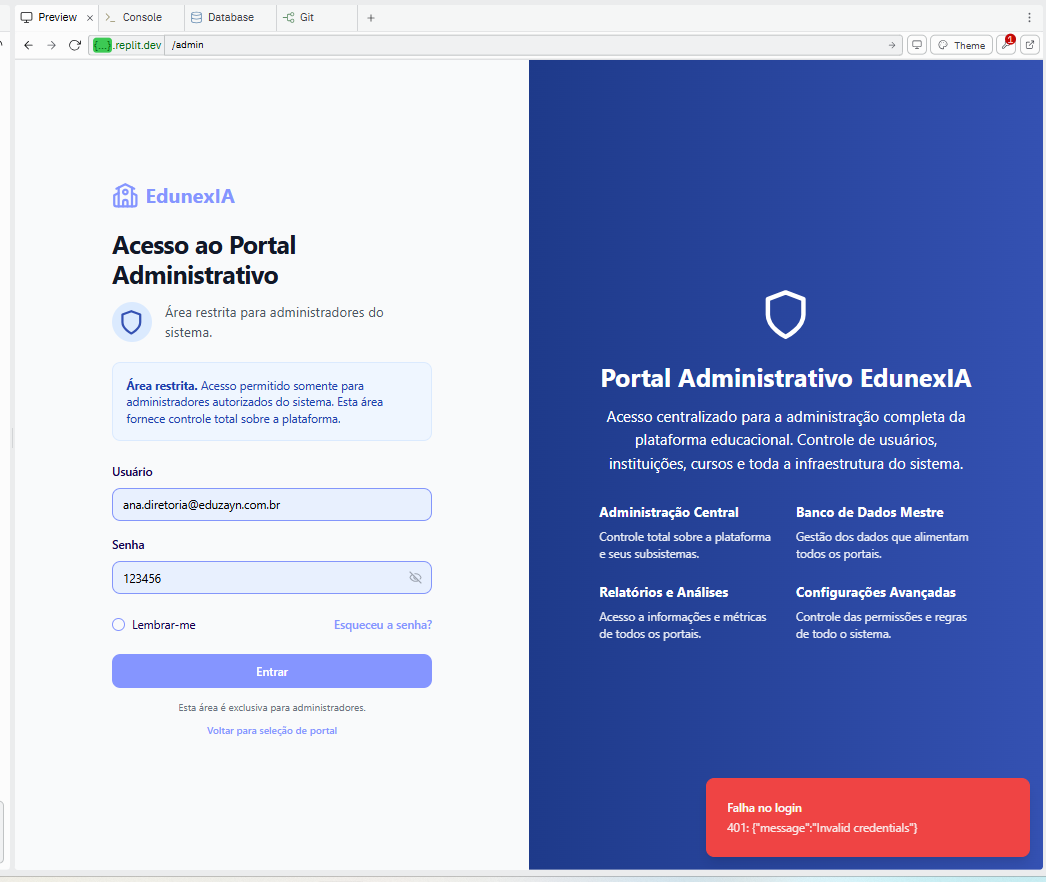 Preview
Console
Database
Git
{...}.replit.dev
/admin
Theme
1
EdunexIA
Acesso ao Portal
Administrativo
Área restrita para administradores do
sistema.
Área restrita. Acesso permitido somente para
administradores autorizados do sistema. Esta área
fornece controle total sobre a plataforma.
Usuário
ana.diretoria@eduzayn.com.br
Senha
123456
Lembrar-me
Esqueceu a senha?
Entrar
Esta área é exclusiva para administradores.
Voltar para seleção de portal
Portal Administrativo EdunexIA
Acesso centralizado para a administração completa da
plataforma educacional. Controle de usuários,
instituições, cursos e toda a infraestrutura do sistema.
Administração Central
Controle total sobre a plataforma
e seus subsistemas.
Banco de Dados Mestre
Gestão dos dados que alimentam
todos os portais.
Relatórios e Análises
Acesso a informações e métricas
de todos os portais.
Configurações Avançadas
Controle das permissões e regras
de todo o sistema.
Falha no login
401: {"message":"Invalid credentials"}